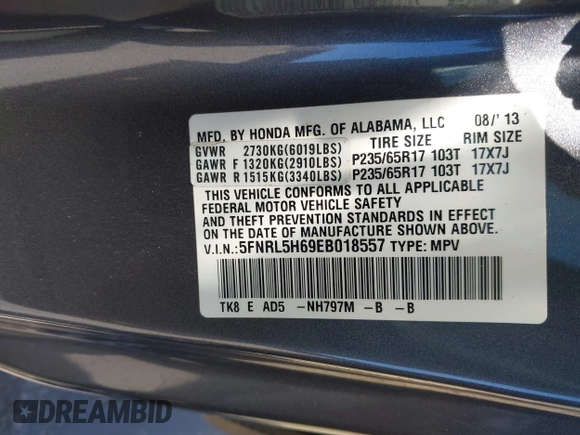 MFD. BY HONDA MFG. OF ALABAMA, LLC 08/'13
GVWR 2730KG(6019LBS) TIRE SIZE RIM SIZE
GAWR F 1320KG(2910LBS) P235/65R17 103T 17X7J
GAWR R 1515KG(3340LBS) P235/65R17 103T 17X7J
THIS VEHICLE CONFORMS TO ALL APPLICABLE
FEDERAL MOTOR VEHICLE SAFETY
AND THEFT PREVENTION STANDARDS IN EFFECT
ON THE DATE OF MANUFACTURE SHOWN ABOVE.
V.I.N.: 5FNRL5H69EB018557 TYPE: MPV
TK8 E AD5 -NH797M -B -B
DREAMBID